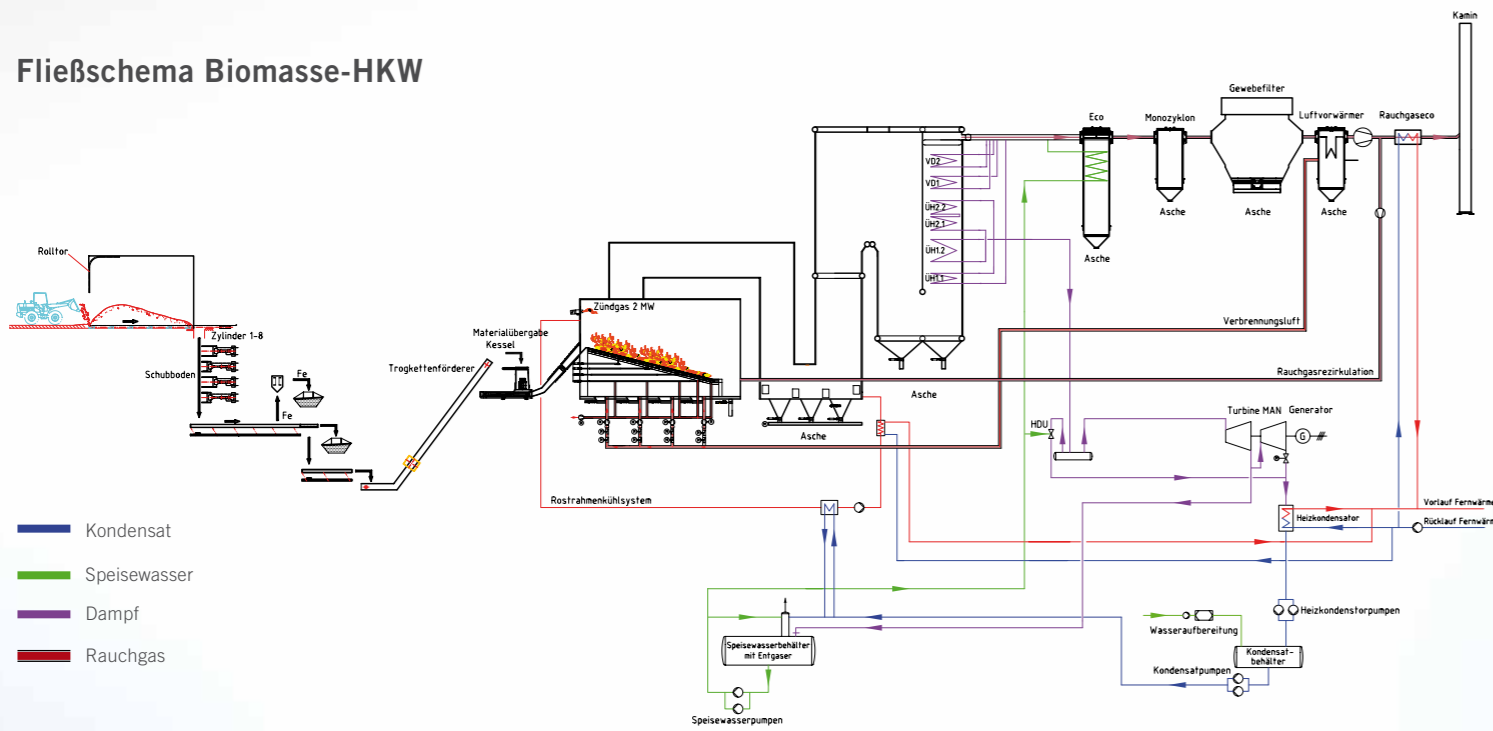 Fließschema Biomasse-HKW
Kamin
Gewebefilter
Eco
Monozyklon
Luftvorwärmer
Rauchgaseco
VD2
VD1
ÜH2.2
ÜH2.1
ÜH1.2
ÜH1.1
Asche
Asche
Asche
Asche
Rolltor
Zylinder 1-8
Schubboden
Fe
Fe
Trogkettenförderer
Materialübergabe
Kessel
Zündgas 2 MW
Verbrennungsluft
Rauchgasrezirkulation
Asche
Asche
HDU
Turbine MAN
Generator
G
Rostrahmenkühlsystem
Heizkondensator
Vorlauf Fernwärme
Rücklauf Fernwärm
Kondensat
Speisewasser
Dampf
Rauchgas
Heizkondenstorpumpen
Wasseraufbereitung
Speisewasserbehälter
mit Entgaser
Kondensat-
behälter
Kondensatpumpen
Speisewasserpumpen